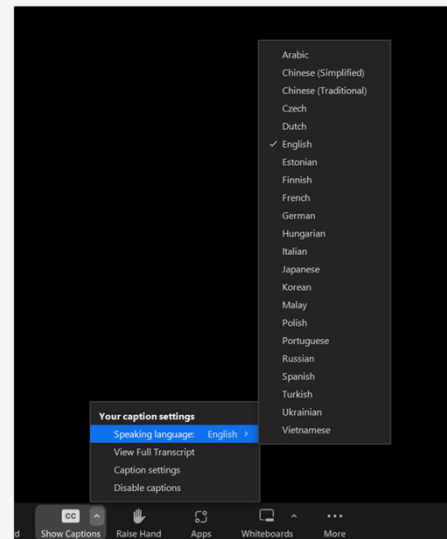 Arabic
Chinese (Simplified)
Chinese (Traditional)
Czech
Dutch
English
Estonian
Finnish
French
German
Hungarian
Italian
Japanese
Korean
Malay
Polish
Portuguese
Russian
Spanish
Turkish
Ukrainian
Vietnamese
Your caption settings
Speaking language: English
View Full Transcript
Caption settings
Disable captions
CC
Show Captions
Raise Hand
Apps
Whiteboards
More